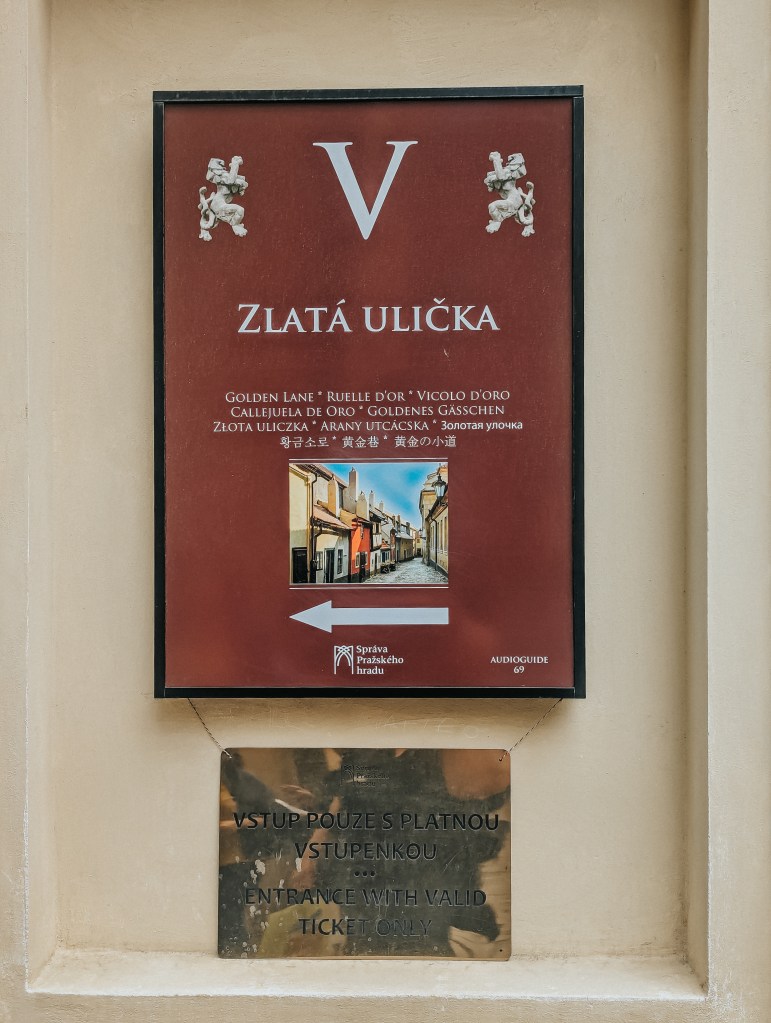 V
ZLATÁ ULIČKA
GOLDEN LANE * RUELLE D'OR * VICOLO D'ORO
CALLEJUELA DE ORO * GOLDENES GÄSSCHEN
ZŁOTA ULICZKA * ARANY UTCÁCSKA * Золотая улочка
황금소로 * 黄金巷 * 黄金の小道
Správa
Pražského
hradu
AUDIOGUIDE
69
VSTUP POUZE S PLATNOU
VSTUPENKOU
•••
ENTRANCE WITH VALID
TICKET ONLY